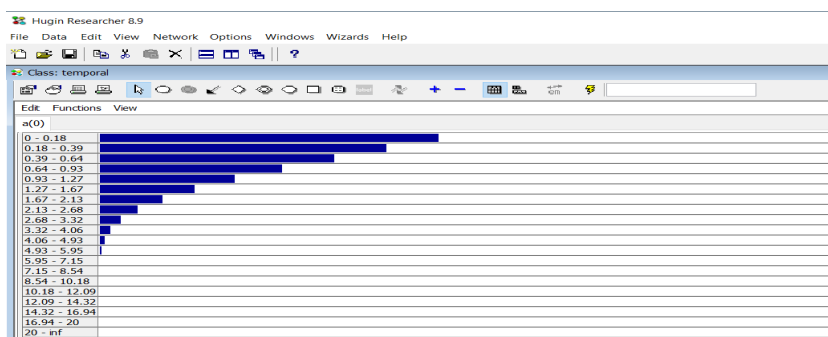 Hugin Researcher 8.9
File Data Edit View Network Options Windows Wizards Help
Class: temporal
Edit Functions View
a(0)
0 - 0.18
0.18 - 0.39
0.39 - 0.64
0.64 - 0.93
0.93 - 1.27
1.27 - 1.67
1.67 - 2.13
2.13 - 2.68
2.68 - 3.32
3.32 - 4.06
4.06 - 4.93
4.93 - 5.95
5.95 - 7.15
7.15 - 8.54
8.54 - 10.18
10.18 - 12.09
12.09 - 14.32
14.32 - 16.94
16.94 - 20
20 - inf